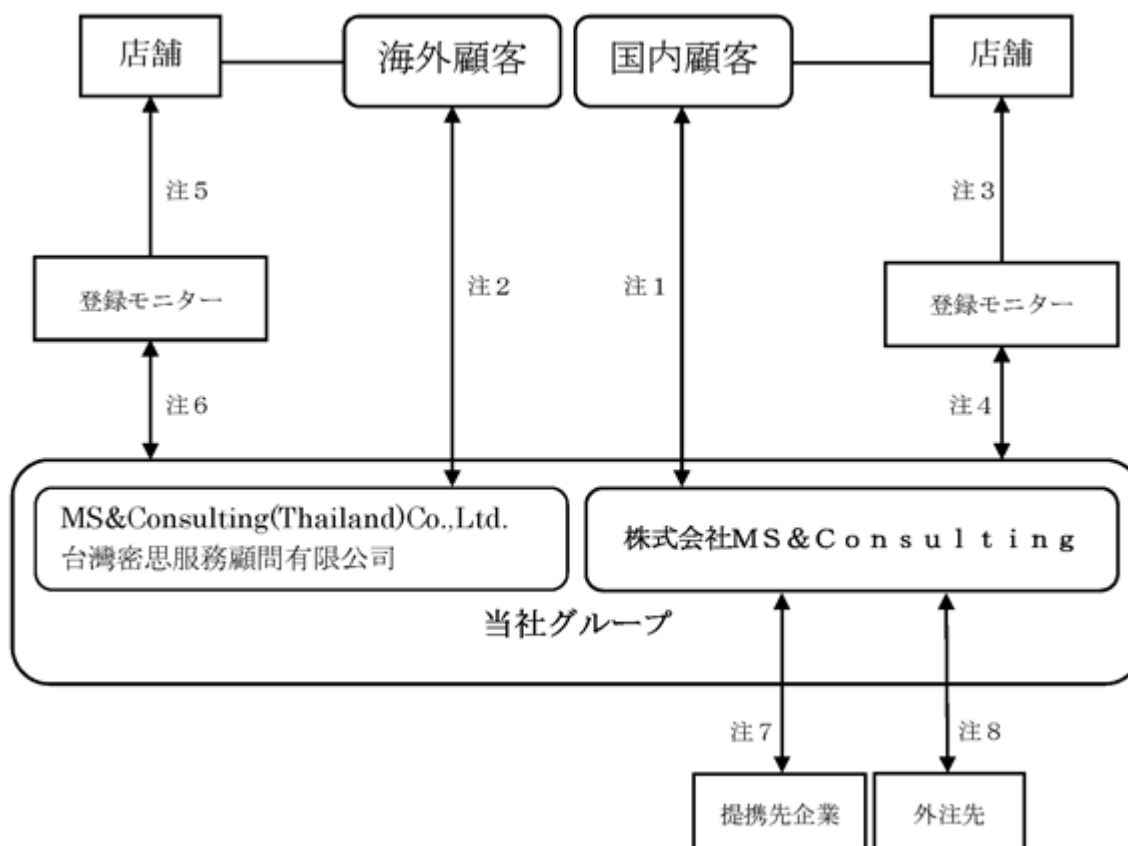 店舗
海外顧客
国内顧客
店舗
注５
注２
注１
注３
登録モニター
登録モニター
注６
注４
MS&Consulting(Thailand)Co.,Ltd.
台灣密思服務顧問有限公司
株式会社ＭＳ＆Ｃｏｎｓｕｌｔｉｎｇ
当社グループ
注７
注８
提携先企業
外注先